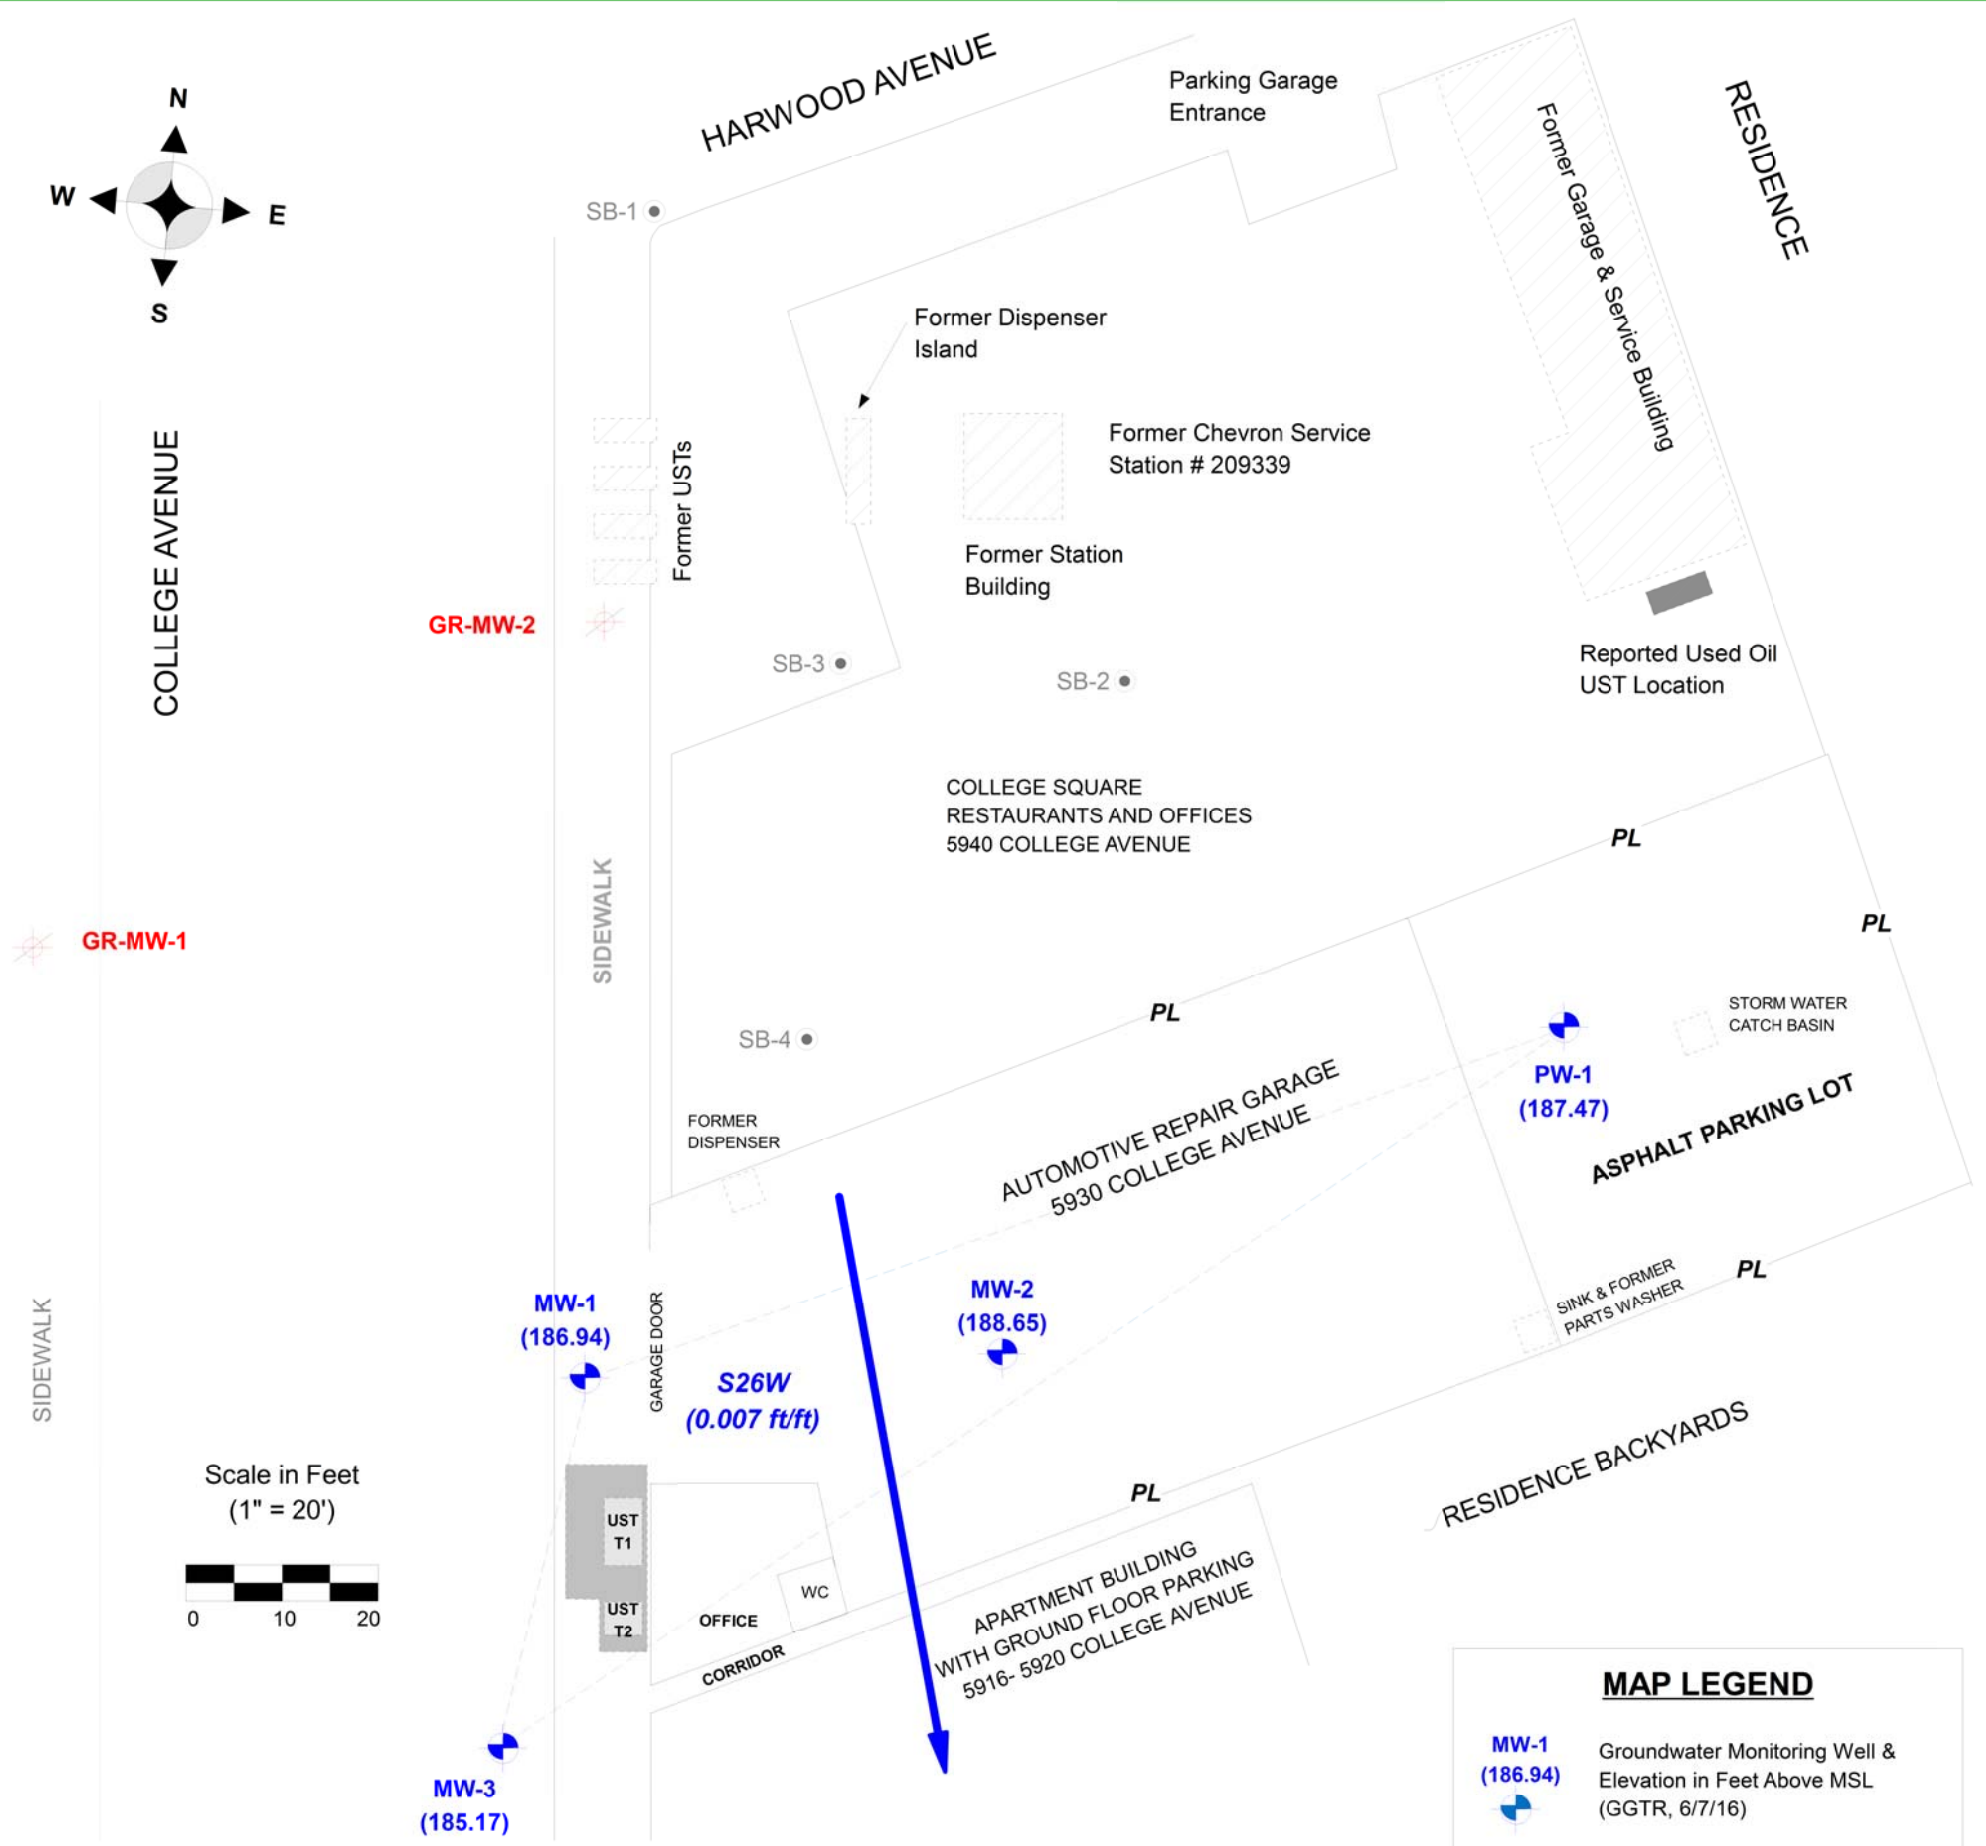 HARWOOD AVENUE
Parking Garage
Entrance
RESIDENCE
N
W
E
S
SB-1
Former Garage & Service Building
Former Dispenser
Island
COLLEGE AVENUE
Former USTs
Former Chevron Service
Station # 209339
Former Station
Building
GR-MW-2
SB-3
SB-2
Reported Used Oil
UST Location
COLLEGE SQUARE
RESTAURANTS AND OFFICES
5940 COLLEGE AVENUE
PL
SIDEWALK
GR-MW-1
PL
PL
STORM WATER
CATCH BASIN
SB-4
PW-1
(187.47)
FORMER
DISPENSER
AUTOMOTIVE REPAIR GARAGE
5930 COLLEGE AVENUE
ASPHALT PARKING LOT
SINK & FORMER
PARTS WASHER
PL
SIDEWALK
MW-1
(186.94)
GARAGE DOOR
MW-2
(188.65)
S26W
(0.007 ft/ft)
RESIDENCE BACKYARDS
Scale in Feet
(1" = 20')
0 10 20
PL
UST
T1
UST
T2
WC
OFFICE
CORRIDOR
APARTMENT BUILDING
WITH GROUND FLOOR PARKING
5916- 5920 COLLEGE AVENUE
MW-3
(185.17)
MAP LEGEND
MW-1
(186.94)
Groundwater Monitoring Well &
Elevation in Feet Above MSL
(GGTR, 6/7/16)